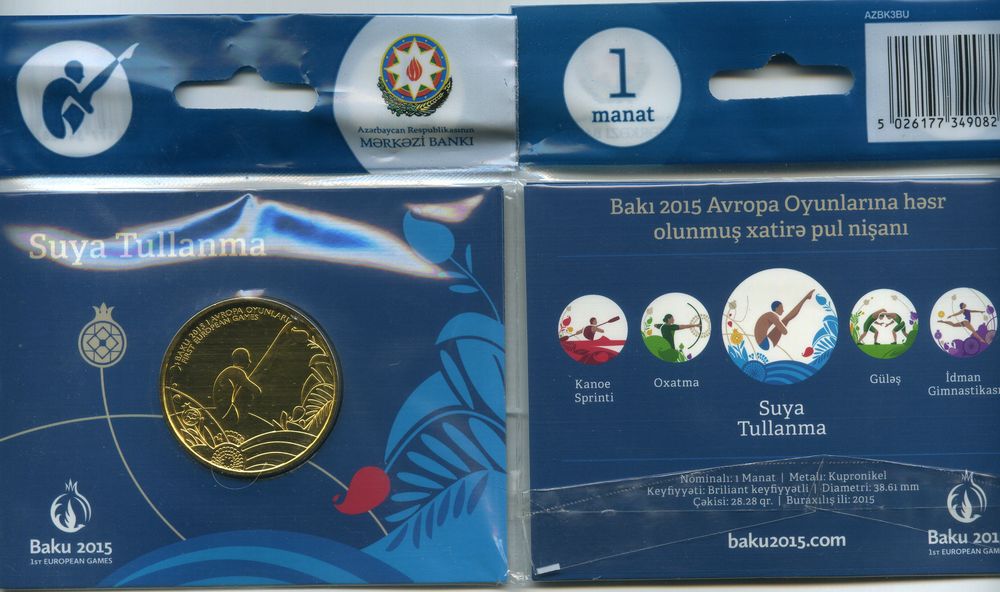 Azərbaycan Respublikasının
MƏRKƏZİ BANKI
Suya Tullanma
BAKU 2015 | AVROPA OYUNLARI
FIRST EUROPEAN GAMES
Baku 2015
1ST EUROPEAN GAMES
AZBK3BU
1
manat
5 026177 349082
Bakı 2015 Avropa Oyunlarına həsr
olunmuş xatirə pul nişanı
Kanoe
Sprinti
Oxatma
Suya
Tullanma
Güləş
İdman
Gimnastikası
Nominalı: 1 Manat | Metalı: Kupronikel
Keyfiyyəti: Briliant keyfiyyətli | Diametri: 38.61 mm
Çəkisi: 28.28 qr. | Buraxılış ili: 2015
baku2015.com
Baku 201
1ST EUROPEAN GAM